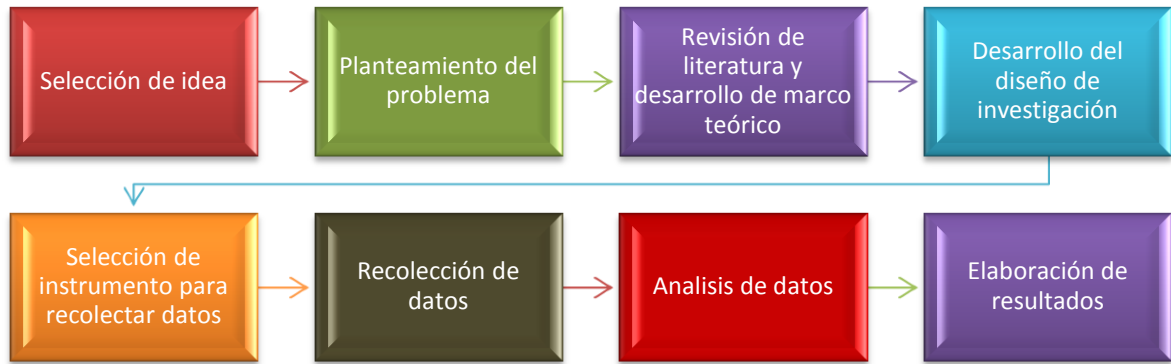 Selección de idea
Planteamiento del
problema
Revisión de
literatura y
desarrollo de marco
teórico
Desarrollo del
diseño de
investigación
Selección de
instrumento para
recolectar datos
Recolección de
datos
Analisis de datos
Elaboración de
resultados